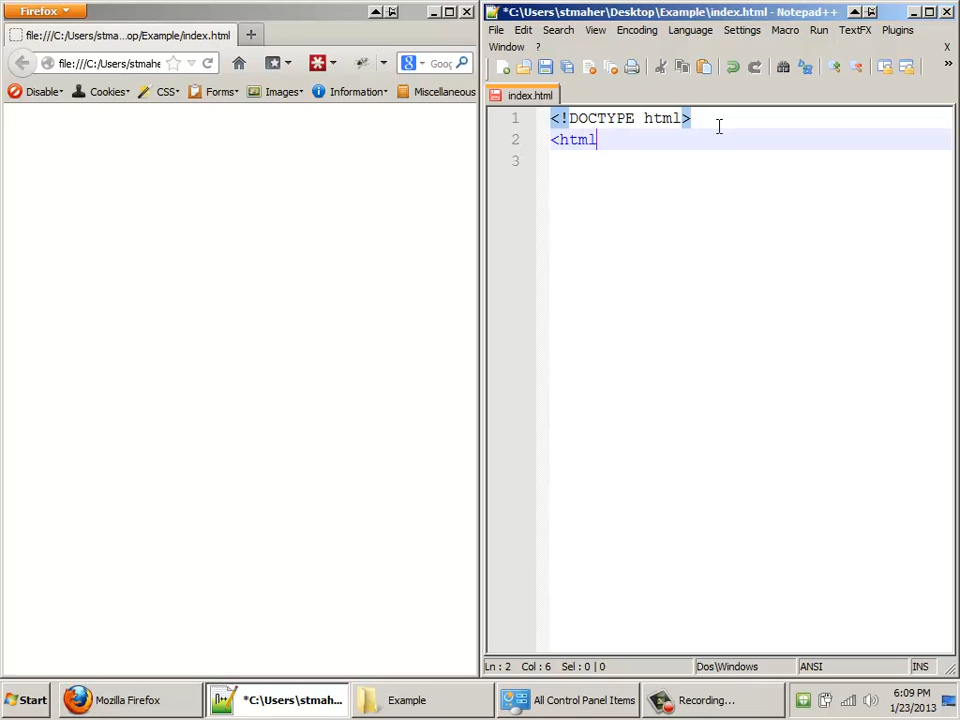 Firefox
file:///C:/Users/stma...op/Example/index.html
file:///C:/Users/stmahe
Goo
Disable
Cookies
CSS
Forms
Images
Information
Miscellaneous
*C:\Users\stmaher\Desktop\Example\index.html - Notepad++
File Edit Search View Encoding Language Settings Macro Run TextFX Plugins
Window ? X
index.html
1 <!DOCTYPE html>
2 <html
3
Ln : 2 Col : 6 Sel : 0 | 0 Dos\Windows ANSI INS
Start
Mozilla Firefox
*C:\Users\stmaher\...
Example
All Control Panel Items
Recording...
6:09 PM
1/23/2013